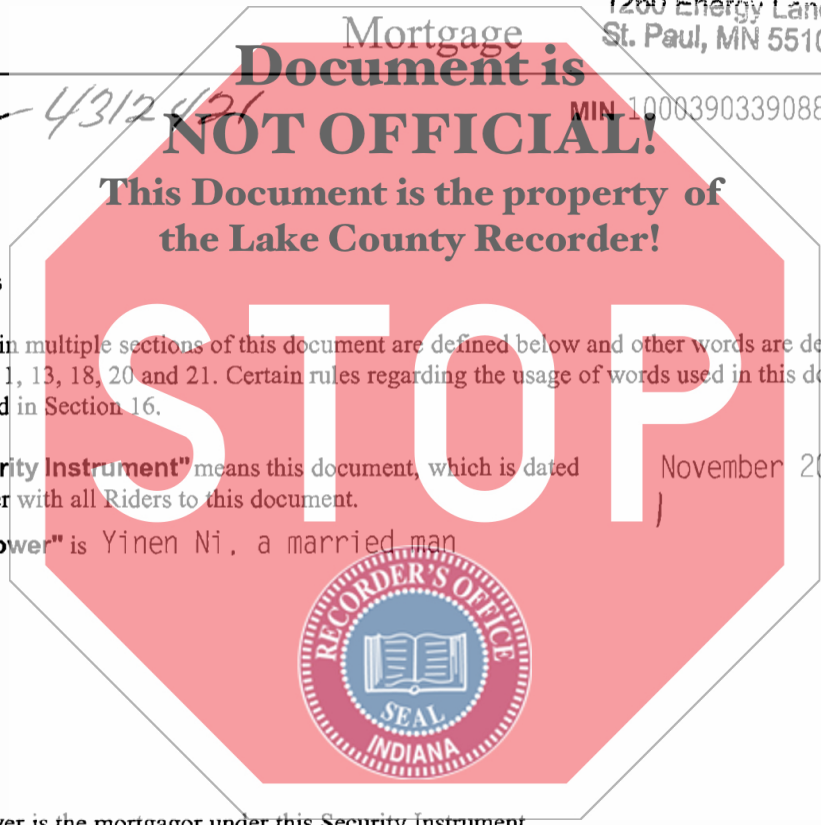 1260 Energy Lane
Mortgage
St. Paul, MN 5510
Document is
4312421
MIN 1000390339088
NOT OFFICIAL!
This Document is the property of
the Lake County Recorder!
in multiple sections of this document are defined below and other words are de
1, 13, 18, 20 and 21. Certain rules regarding the usage of words used in this do
d in Section 16.
STOP
rity Instrument" means this document, which is dated November 20
er with all Riders to this document.
ower" is Yinen Ni, a married man
RECORDER'S OFFICE
SEAL
INDIANA
ver is the mortgagor under this Security Instrument